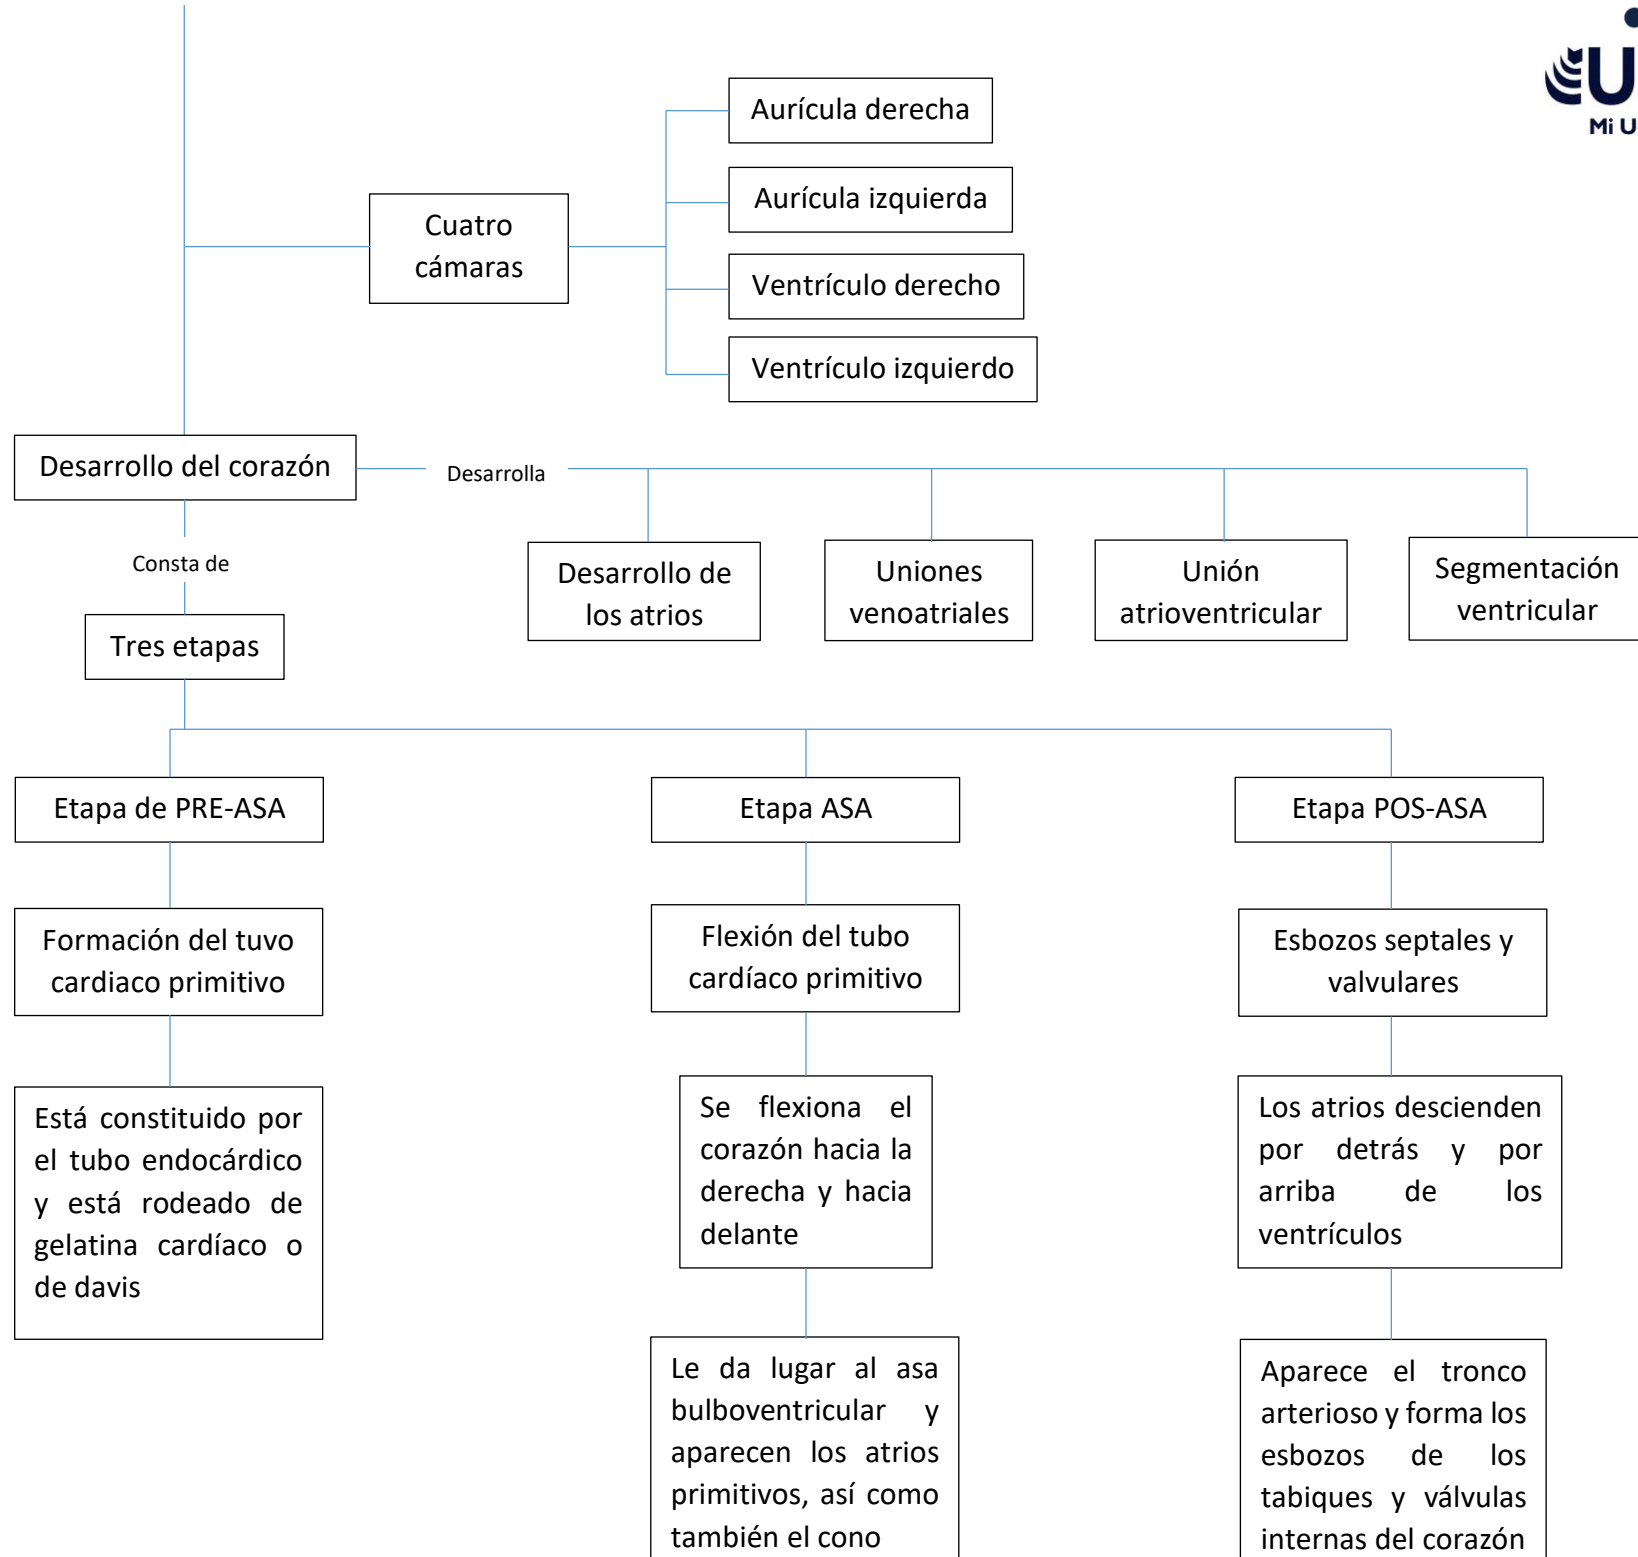 Mi U
Aurícula derecha
Aurícula izquierda
Cuatro
cámaras
Ventrículo derecho
Ventrículo izquierdo
Desarrollo del corazón
Desarrolla
Consta de
Desarrollo de
los atrios
Uniones
venoatriales
Unión
atrioventricular
Segmentación
ventricular
Tres etapas
Etapa de PRE-ASA
Etapa ASA
Etapa POS-ASA
Formación del tuvo
cardiaco primitivo
Flexión del tubo
cardíaco primitivo
Esbozos septales y
valvulares
Está constituido por
el tubo endocárdico
y está rodeado de
gelatina cardíaco o
de davis
Se flexiona el
corazón hacia la
derecha y hacia
delante
Los atrios descienden
por detrás y por
arriba de los
ventrículos
Le da lugar al asa
bulboventricular y
aparecen los atrios
primitivos, así como
también el cono
Aparece el tronco
arterioso y forma los
esbozos de los
tabiques y válvulas
internas del corazón